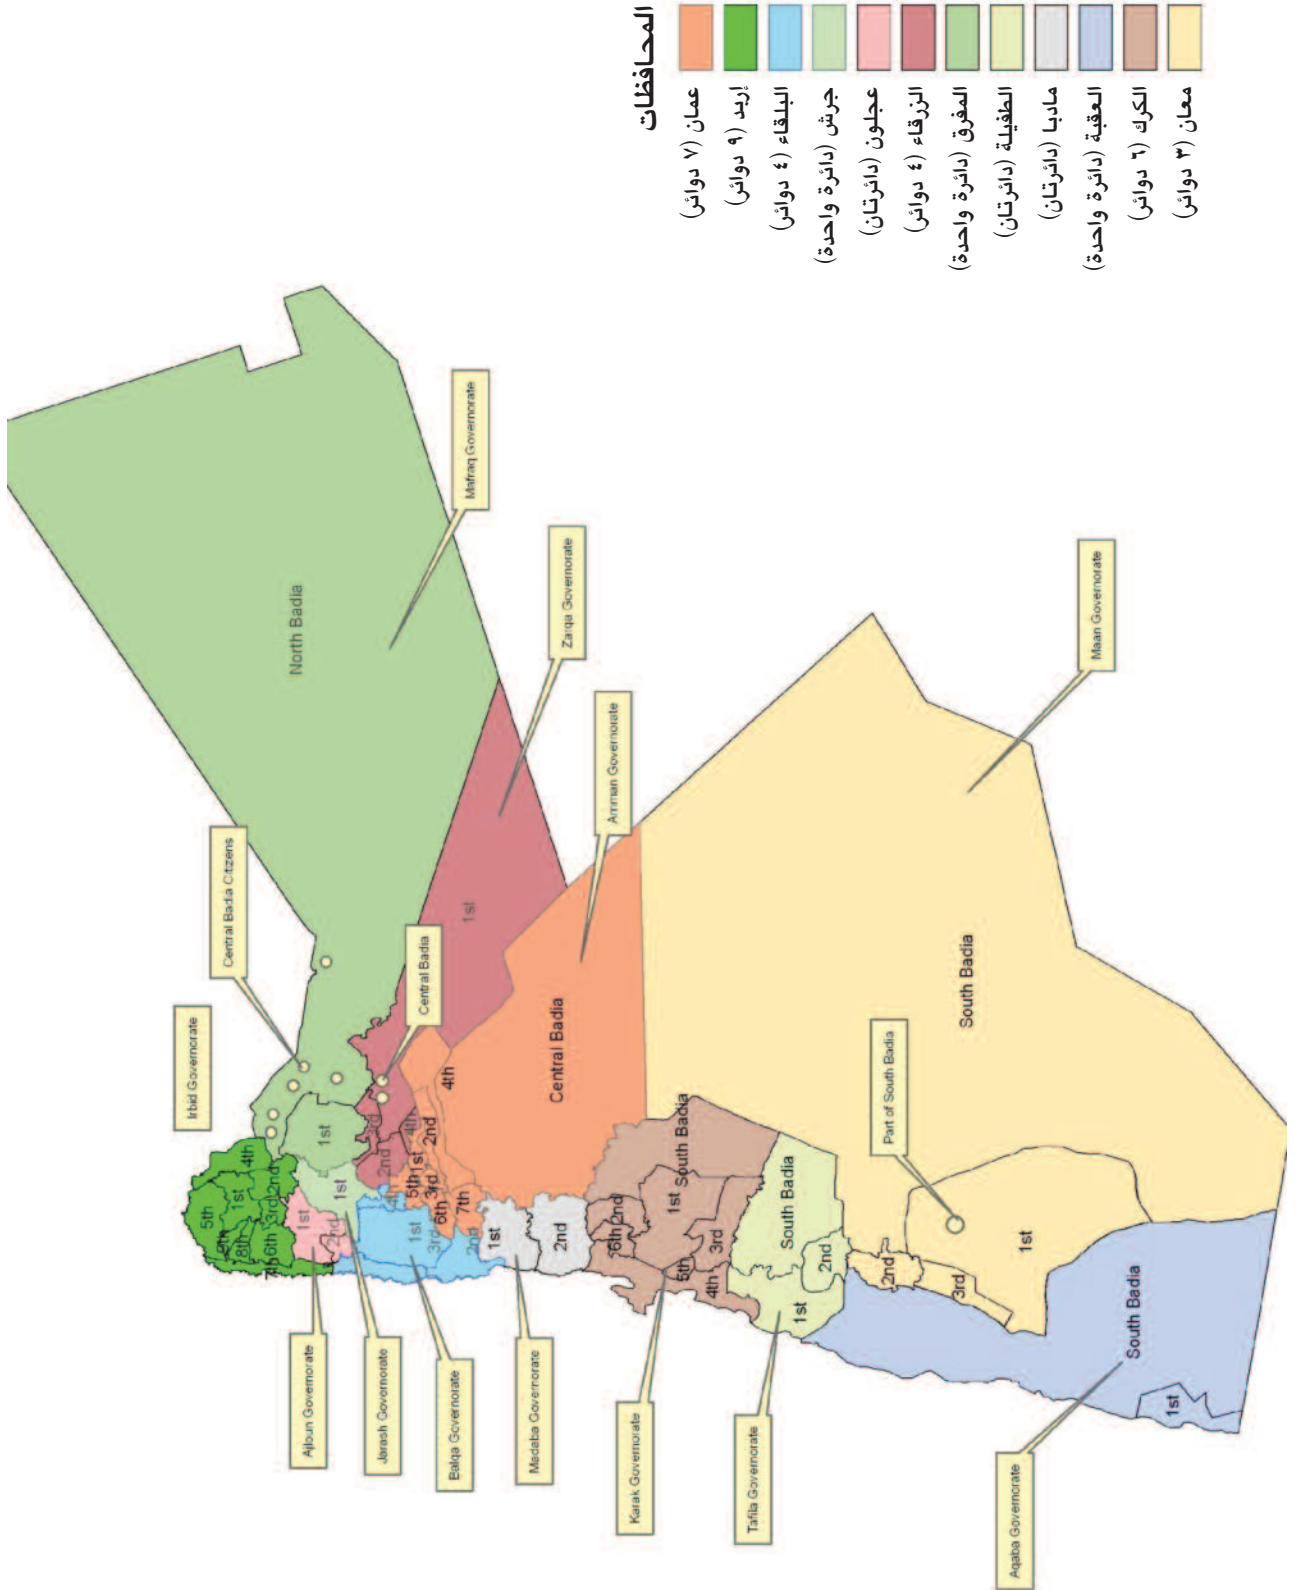 المحافظات
عمان (٧ دوائر)
إربد (٩ دوائر)
البلقاء (٤ دوائر)
جرش (دائرة واحدة)
عجلون (دائرتان)
الزرقاء (٤ دوائر)
المفرق (دائرة واحدة)
الطفيلة (دائرتان)
مادبا (دائرتان)
العقبة (دائرة واحدة)
الكرك (٦ دوائر)
معان (٣ دوائر)
Irbid Governorate
Central Badia Citizens
Mafraq Governorate
North Badia
Zarqa Governorate
Amman Governorate
Central Badia
Maan Governorate
Ajloun Governorate
Jarash Governorate
Balqa Governorate
Madaba Governorate
Karak Governorate
Tafila Governorate
Aqaba Governorate
Part of South Badia
5th
4th
1st
2nd
9th
3rd
8th
6th
7th
1st
2nd
1st
1st
1st
3rd
2nd
4th
1st
4th
1st
3rd
2nd
5th
1st
2nd
3rd
4th
6th
7th
Central Badia
1st
2nd
South Badia
1st
2nd
6th
3rd
5th
4th
South Badia
1st
2nd
South Badia
1st
2nd
3rd
South Badia
1st